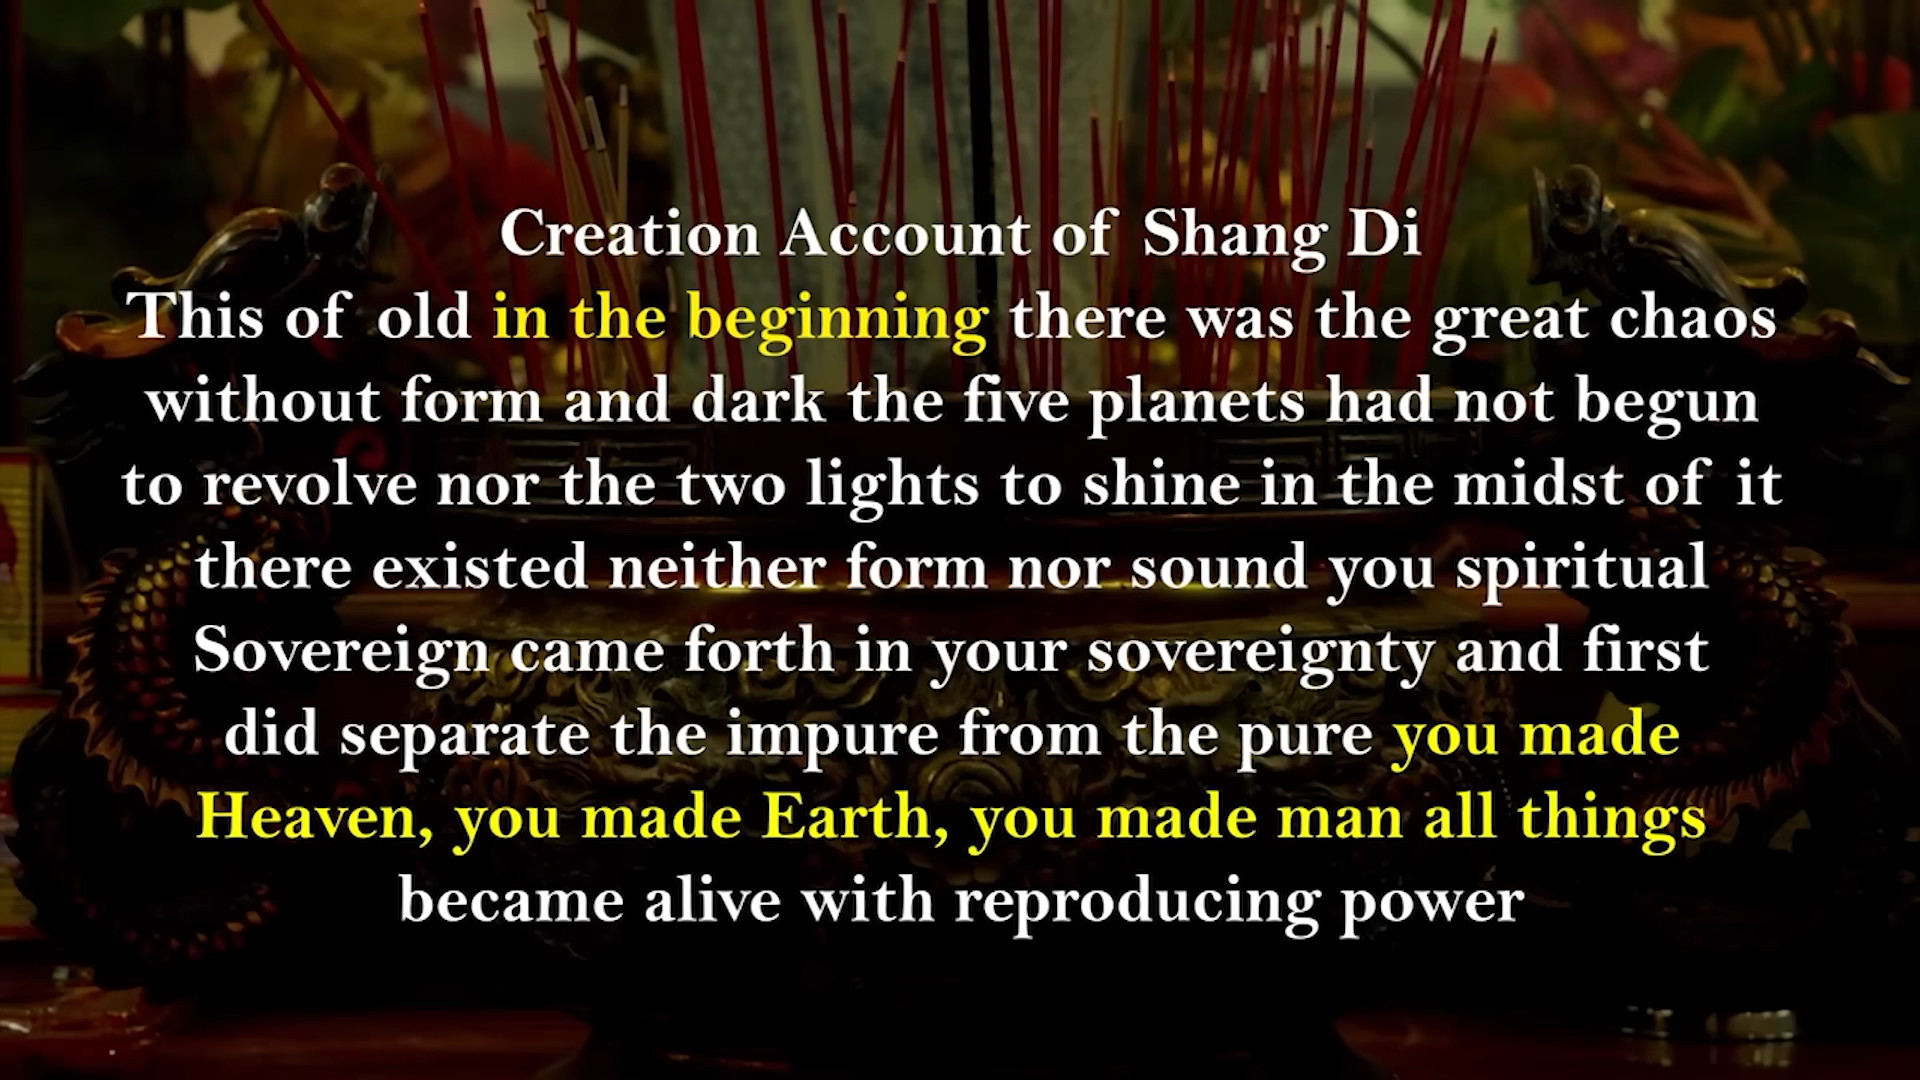 Creation Account of Shang Di
This of old in the beginning there was the great chaos
without form and dark the five planets had not begun
to revolve nor the two lights to shine in the midst of it
there existed neither form nor sound you spiritual
Sovereign came forth in your sovereignty and first
did separate the impure from the pure you made
Heaven, you made Earth, you made man all things
became alive with reproducing power